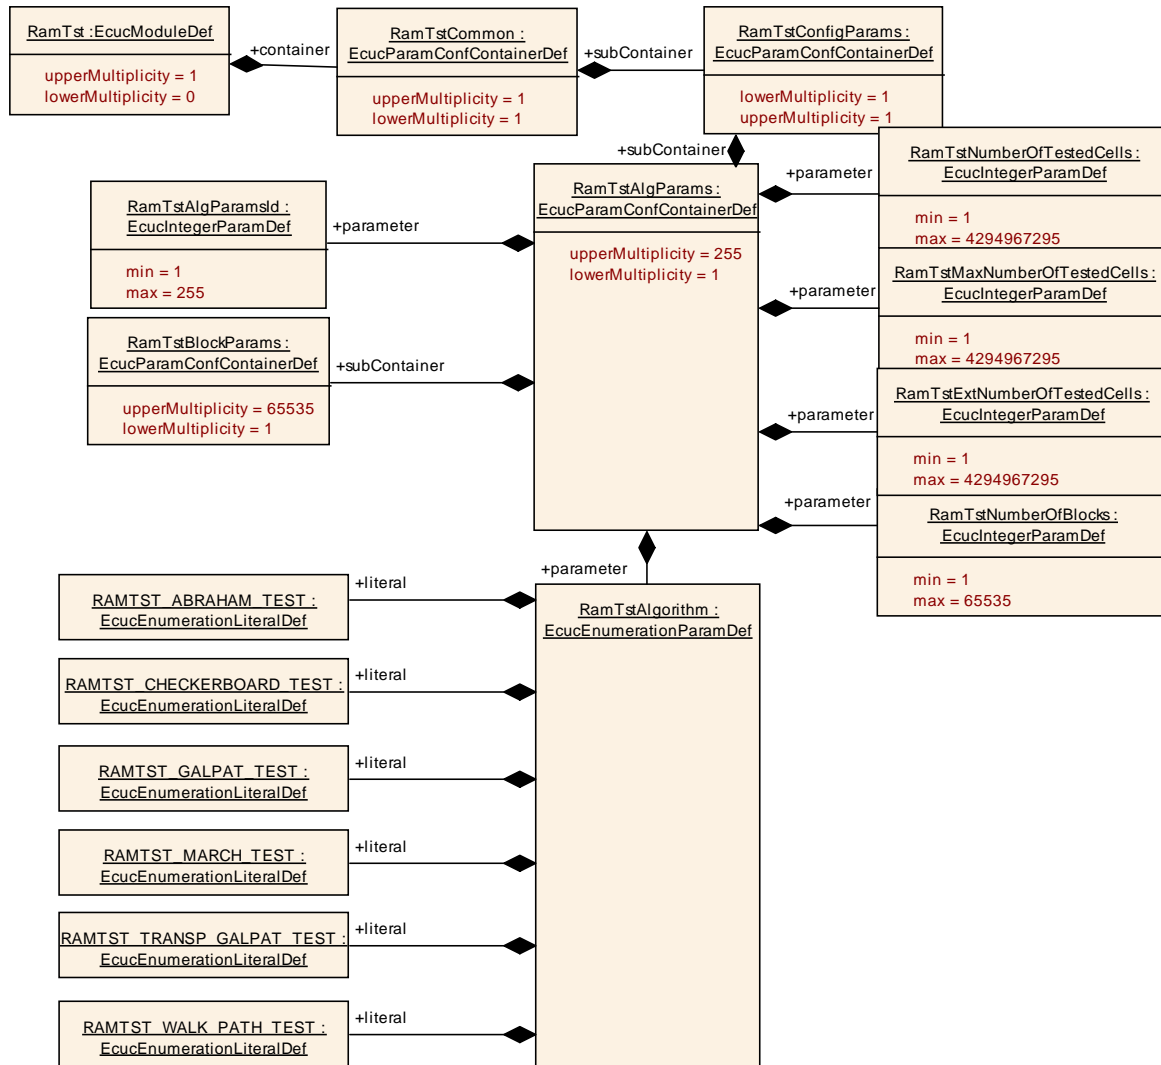 RamTst :EcucModuleDef
upperMultiplicity = 1
lowerMultiplicity = 0
+container
RamTstCommon :
EcucParamConfContainerDef
upperMultiplicity = 1
lowerMultiplicity = 1
+subContainer
RamTstConfigParams :
EcucParamConfContainerDef
lowerMultiplicity = 1
upperMultiplicity = 1
+subContainer
RamTstAlgParams :
EcucParamConfContainerDef
upperMultiplicity = 255
lowerMultiplicity = 1
+parameter
RamTstNumberOfTestedCells :
EcucIntegerParamDef
min = 1
max = 4294967295
RamTstAlgParamsId :
EcucIntegerParamDef
min = 1
max = 255
+parameter
+parameter
RamTstMaxNumberOfTestedCells :
EcucIntegerParamDef
min = 1
max = 4294967295
RamTstBlockParams :
EcucParamConfContainerDef
upperMultiplicity = 65535
lowerMultiplicity = 1
+subContainer
+parameter
RamTstExtNumberOfTestedCells :
EcucIntegerParamDef
min = 1
max = 4294967295
+parameter
RamTstNumberOfBlocks :
EcucIntegerParamDef
min = 1
max = 65535
+parameter
RamTstAlgorithm :
EcucEnumerationParamDef
RAMTST_ABRAHAM_TEST :
EcucEnumerationLiteralDef
+literal
RAMTST_CHECKERBOARD_TEST :
EcucEnumerationLiteralDef
+literal
RAMTST_GALPAT_TEST :
EcucEnumerationLiteralDef
+literal
RAMTST_MARCH_TEST :
EcucEnumerationLiteralDef
+literal
RAMTST_TRANSP_GALPAT_TEST :
EcucEnumerationLiteralDef
+literal
RAMTST_WALK_PATH_TEST :
EcucEnumerationLiteralDef
+literal